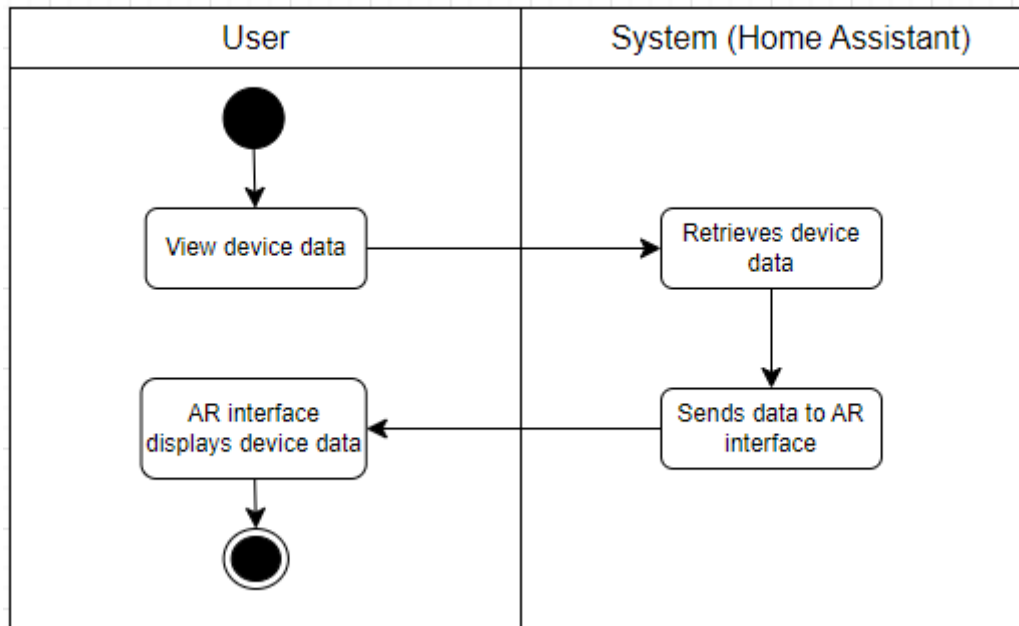 User
System (Home Assistant)
View device data
Retrieves device
data
AR interface
displays device data
Sends data to AR
interface